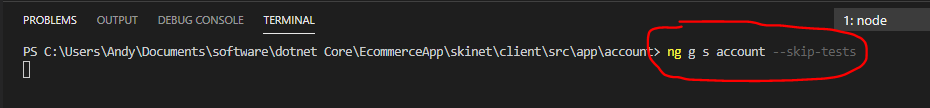 PROBLEMS OUTPUT DEBUG CONSOLE TERMINAL 1: node
PS C:\Users\Andy\Documents\software\dotnet Core\EcommerceApp\skinet\client\src\app\account> ng g s account --skip-tests